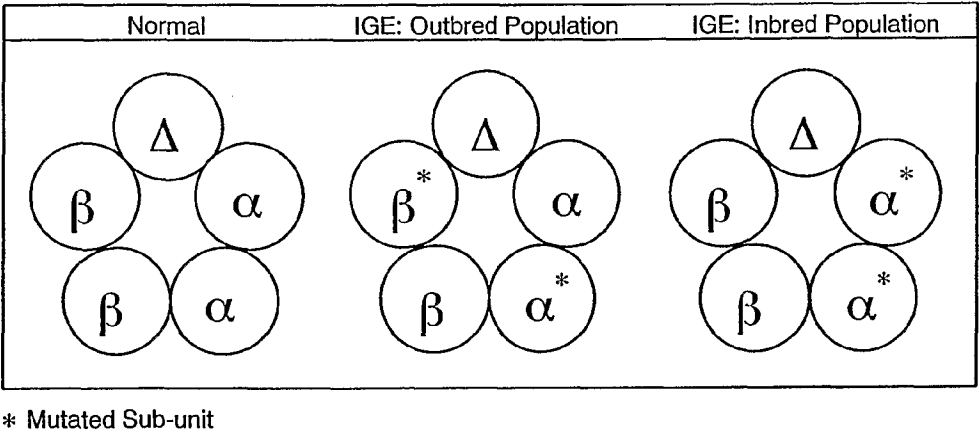 Normal IGE: Outbred Population IGE: Inbred Population
Δ Δ Δ
β α β* α β α*
β α β α* β α*
* Mutated Sub-unit